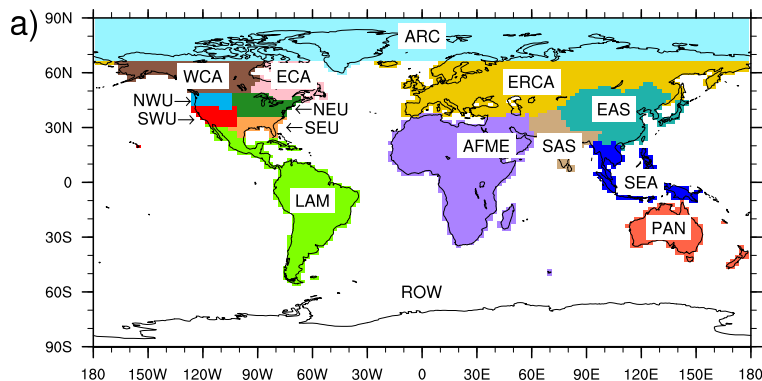 a)
90N
ARC
60N
WCA
ECA
ERCA
NWU
NEU
EAS
SWU
SEU
30N
AFME
SAS
0
SEA
LAM
PAN
30S
60S
ROW
90S
180 150W 120W 90W 60W 30W 0 30E 60E 90E 120E 150E 180